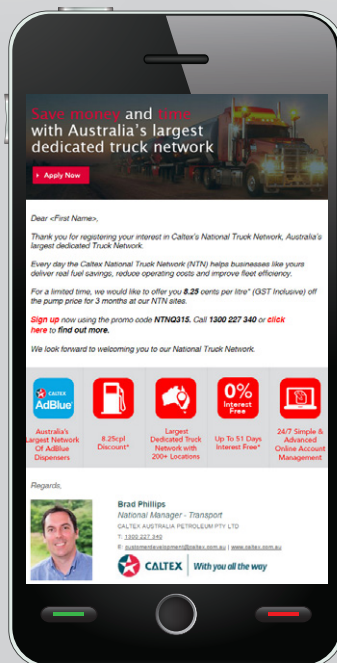 Save money and time
with Australia's largest
dedicated truck network
Apply Now
Dear <First Name>,
Thank you for registering your interest in Caltex's National Truck Network, Australia's
largest dedicated Truck Network.
Every day the Caltex National Truck Network (NTN) helps businesses like yours
deliver real fuel savings, reduce operating costs and improve fleet efficiency.
For a limited time, we would like to offer you 8.25 cents per litre* (GST Inclusive) off
the pump price for 3 months at our NTN sites.
Sign up now using the promo code NTNQ315. Call 1300 227 340 or click
here to find out more.
We look forward to welcoming you to our National Truck Network.
CALTEX
AdBlue
0%
Interest
Free
Australia's
Largest Network
Of AdBlue
Dispensers
8.25cpl
Discount*
Largest
Dedicated Truck
Network with
200+ Locations
Up To 51 Days
Interest Free*
24/7 Simple &
Advanced
Online Account
Management
Regards,
Brad Phillips
National Manager - Transport
CALTEX AUSTRALIA PETROLEUM PTY LTD
T: 1300 227 340
E: customerdevelopment@caltex.com.au | www.caltex.com.au
CALTEX With you all the way